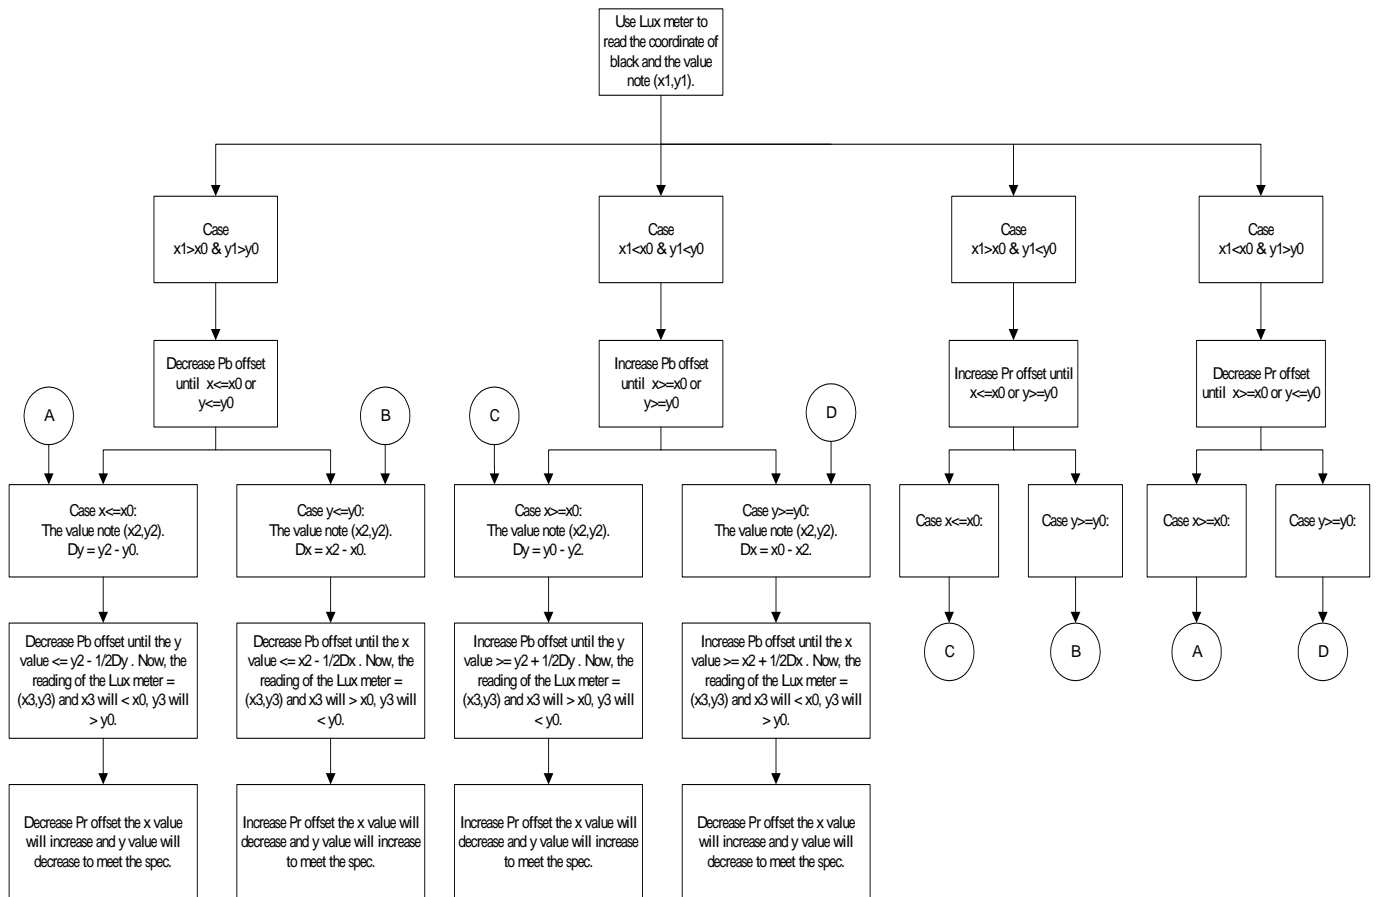 Use Lux meter to
read the coordinate of
black and the value
note (x1,y1).
Case
x1>x0 & y1>y0
Case
x1<x0 & y1<y0
Case
x1>x0 & y1<y0
Case
x1<x0 & y1>y0
Decrease Pb offset
until x<=x0 or
y<=y0
Increase Pb offset
until x>=x0 or
y>=y0
Increase Pr offset until
x<=x0 or y>=y0
Decrease Pr offset
until x>=x0 or y<=y0
A
B
C
D
Case x<=x0:
The value note (x2,y2).
Dy = y2 - y0.
Case y<=y0:
The value note (x2,y2).
Dx = x2 - x0.
Case x>=x0:
The value note (x2,y2).
Dy = y0 - y2.
Case y>=y0:
The value note (x2,y2).
Dx = x0 - x2.
Case x<=x0:
Case y>=y0:
Case x>=x0:
Case y>=y0:
Decrease Pb offset until the y
value <= y2 - 1/2Dy . Now, the
reading of the Lux meter =
(x3,y3) and x3 will < x0, y3 will
> y0.
Decrease Pb offset until the x
value <= x2 - 1/2Dx . Now, the
reading of the Lux meter =
(x3,y3) and x3 will > x0, y3 will
< y0.
Increase Pb offset until the y
value >= y2 + 1/2Dy . Now, the
reading of the Lux meter =
(x3,y3) and x3 will > x0, y3 will
< y0.
Increase Pb offset until the x
value >= x2 + 1/2Dx . Now, the
reading of the Lux meter =
(x3,y3) and x3 will < x0, y3 will
> y0.
C
B
A
D
Decrease Pr offset the x value
will increase and y value will
decrease to meet the spec.
Increase Pr offset the x value will
decrease and y value will increase
to meet the spec.
Increase Pr offset the x value will
decrease and y value will increase
to meet the spec.
Decrease Pr offset the x value
will increase and y value will
decrease to meet the spec.